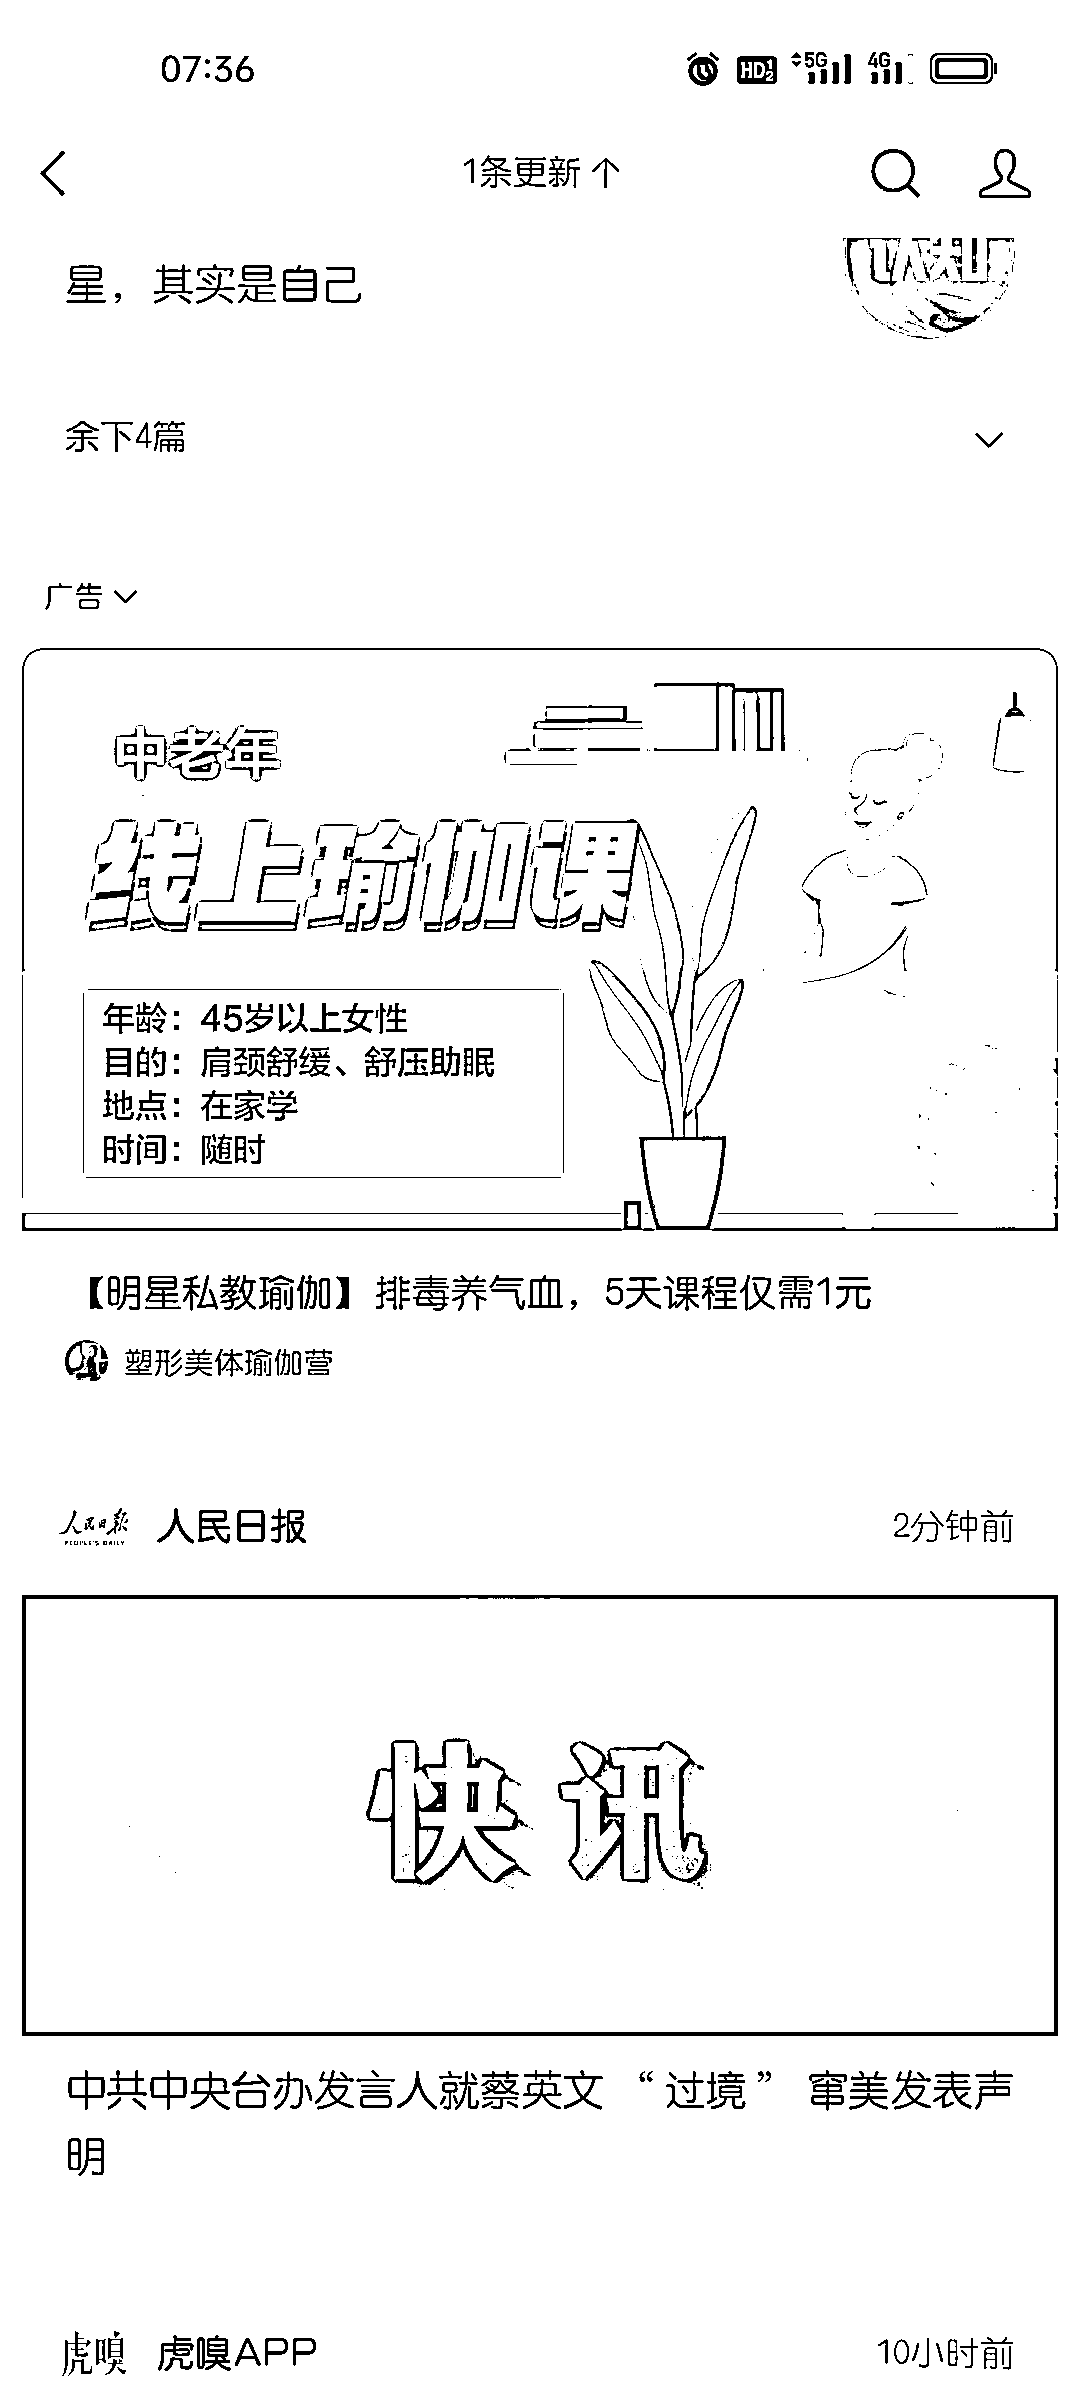 07:36
HD 5G 4G
1条更新 ↑
认知
星，其实是自己
余下4篇
广告
中老年
线上瑜伽课
年龄：45岁以上女性
目的：肩颈舒缓、舒压助眠
地点：在家学
时间：随时
【明星私教瑜伽】排毒养气血，5天课程仅需1元
塑形美体瑜伽营
人民日报 PEOPLE'S DAILY 人民日报 2分钟前
快讯
中共中央台办发言人就蔡英文“过境”窜美发表声
明
虎嗅 虎嗅APP 10小时前